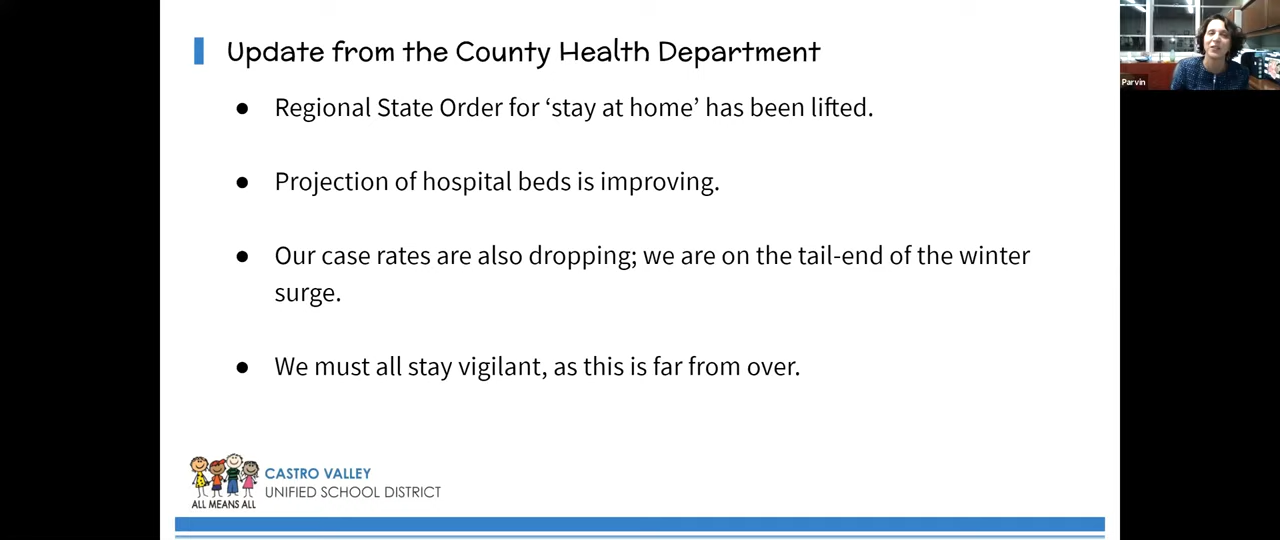 Update from the County Health Department
● Regional State Order for ‘stay at home’ has been lifted.
● Projection of hospital beds is improving.
● Our case rates are also dropping; we are on the tail-end of the winter
surge.
● We must all stay vigilant, as this is far from over.
CASTRO VALLEY
UNIFIED SCHOOL DISTRICT
ALL MEANS ALL
Parvin